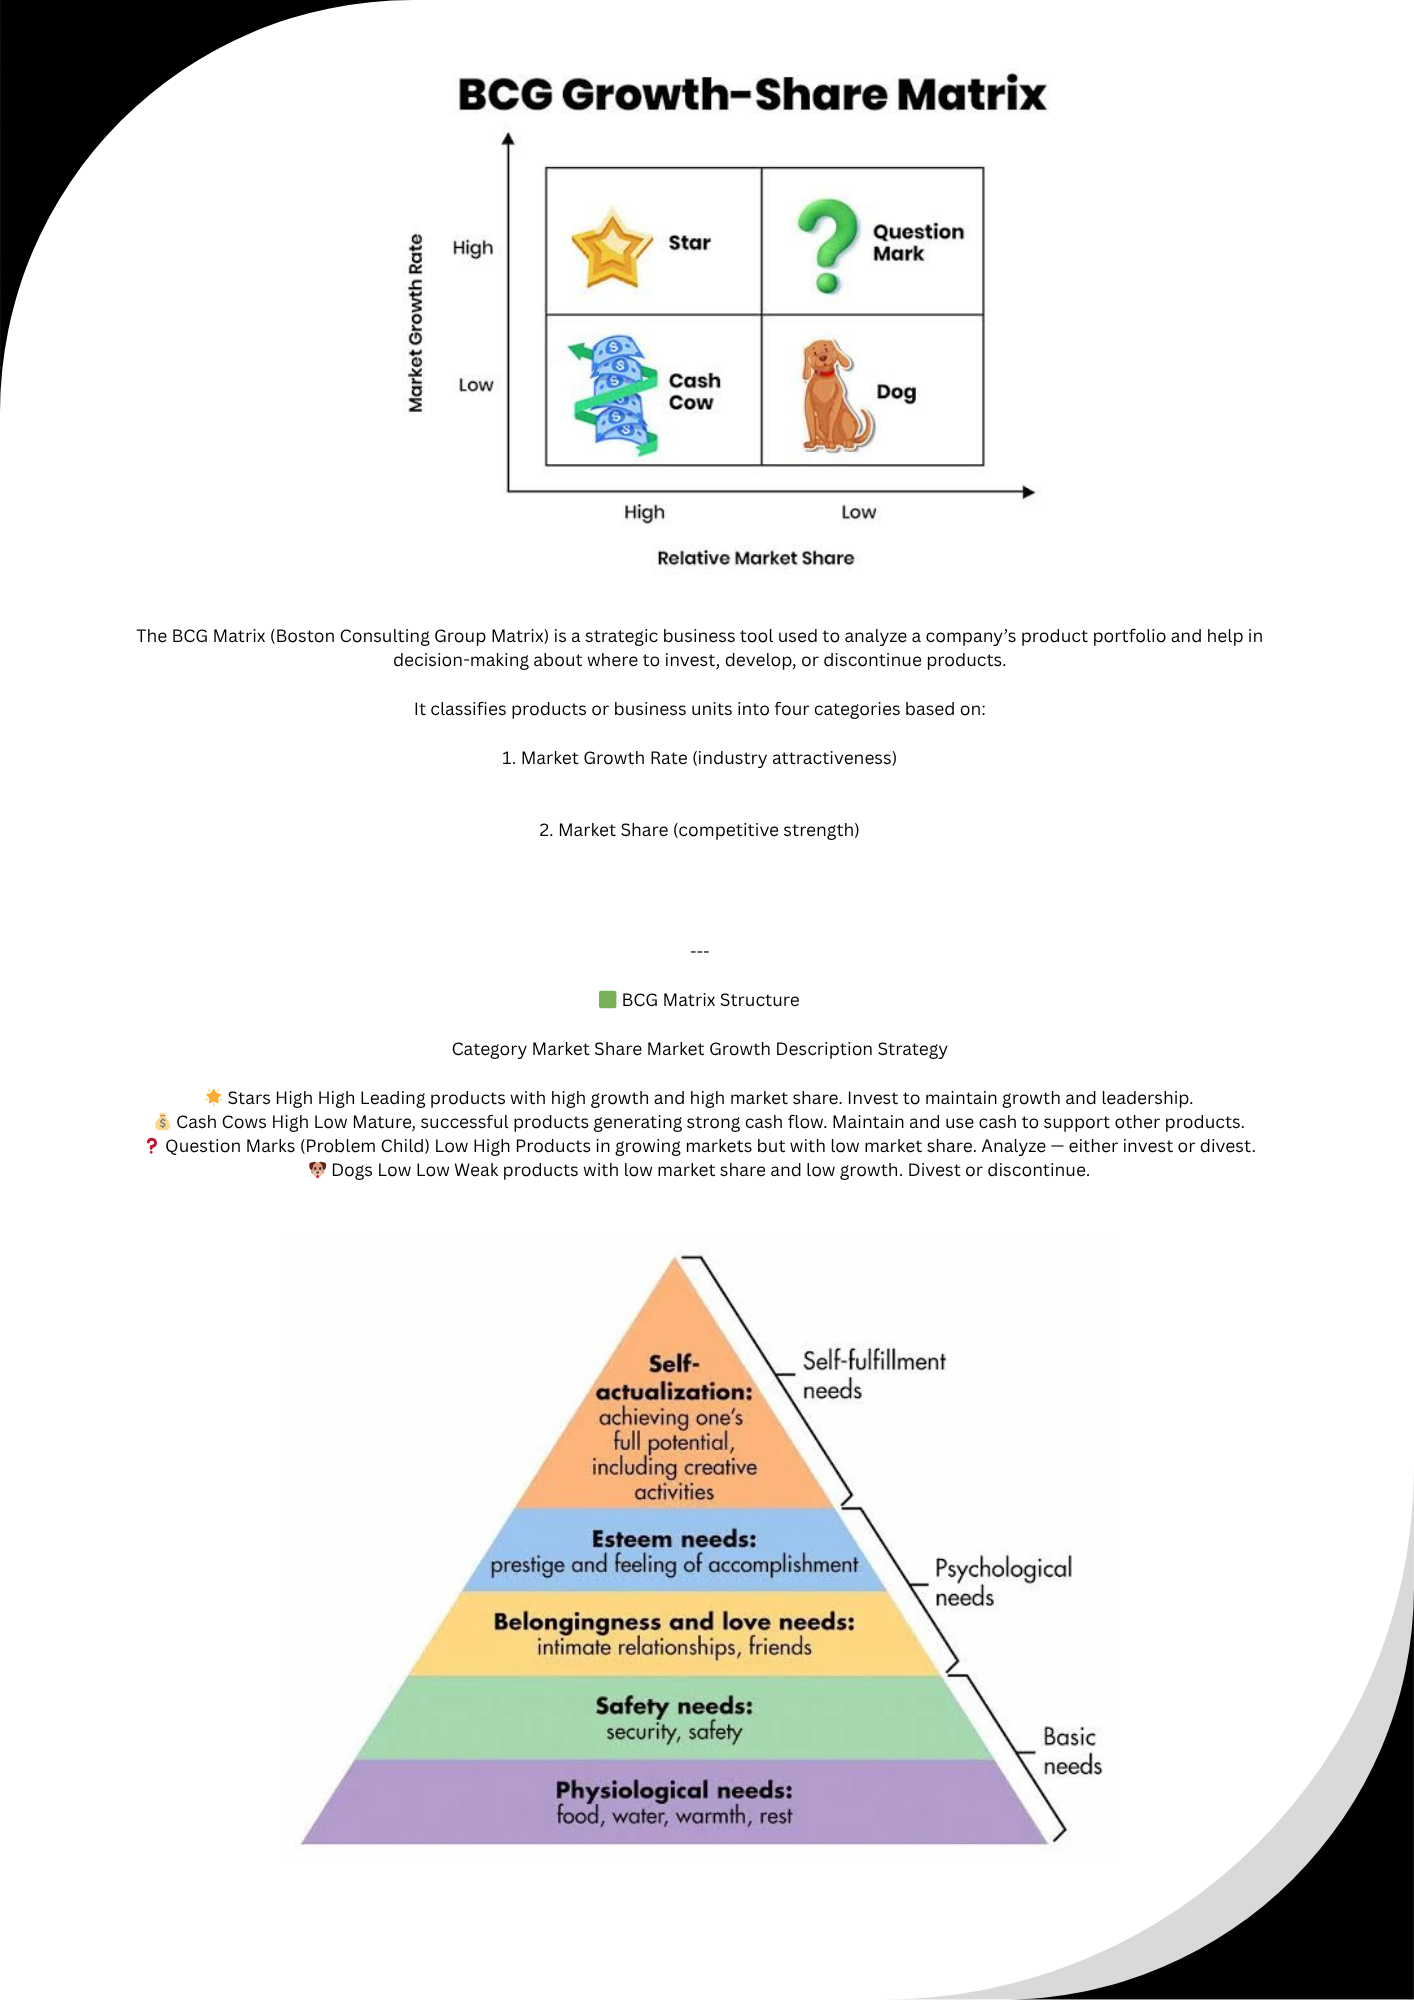 BCG Growth-Share Matrix
Market Growth Rate
High
Star
Question
Mark
Low
Cash
Cow
Dog
High
Low
Relative Market Share
The BCG Matrix (Boston Consulting Group Matrix) is a strategic business tool used to analyze a company’s product portfolio and help in
decision-making about where to invest, develop, or discontinue products.
It classifies products or business units into four categories based on:
1. Market Growth Rate (industry attractiveness)
2. Market Share (competitive strength)
---
🟩 BCG Matrix Structure
Category Market Share Market Growth Description Strategy
🌟 Stars High High Leading products with high growth and high market share. Invest to maintain growth and leadership.
💰 Cash Cows High Low Mature, successful products generating strong cash flow. Maintain and use cash to support other products.
❓ Question Marks (Problem Child) Low High Products in growing markets but with low market share. Analyze — either invest or divest.
🐶 Dogs Low Low Weak products with low market share and low growth. Divest or discontinue.
Self-
actualization:
achieving one’s
full potential,
including creative
activities
Self-fulfillment
needs
Esteem needs:
prestige and feeling of accomplishment
Psychological
needs
Belongingness and love needs:
intimate relationships, friends
Safety needs:
security, safety
Basic
needs
Physiological needs:
food, water, warmth, rest